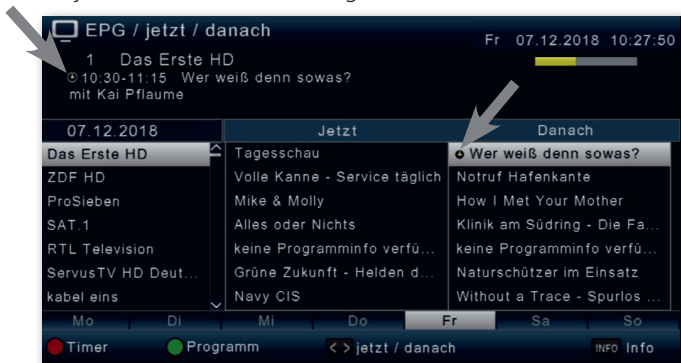 EPG / jetzt / danach
Fr 07.12.2018 10:27:50
1 Das Erste HD
10:30-11:15 Wer weiß denn sowas?
mit Kai Pflaume
07.12.2018 Jetzt Danach
Das Erste HD Tagesschau Wer weiß denn sowas?
ZDF HD Volle Kanne - Service täglich Notruf Hafenkante
ProSieben Mike & Molly How I Met Your Mother
SAT.1 Alles oder Nichts Klinik am Südring - Die Fa...
RTL Television keine Programminfo verfü... keine Programminfo verfü...
ServusTV HD Deut... Grüne Zukunft - Helden d... Naturschützer im Einsatz
kabel eins Navy CIS Without a Trace - Spurlos ...
Mo Di Mi Do Fr Sa So
Timer Programm < > jetzt / danach INFO Info